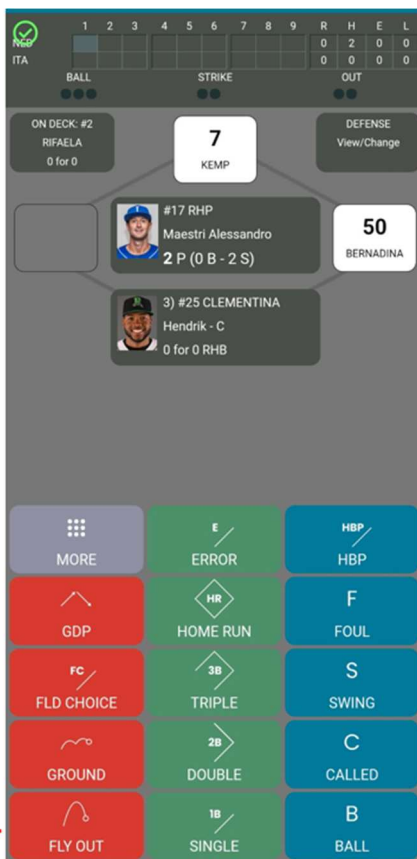 1 2 3 4 5 6 7 8 9 R H E L
NED 0 2 0 0
ITA 0 0 0 0
BALL STRIKE OUT
ON DECK: #2
RIFAELA
0 for 0
7
KEMP
DEFENSE
View/Change
#17 RHP
Maestri Alessandro
2 P (0 B - 2 S)
50
BERNADINA
3) #25 CLEMENTINA
Hendrik - C
0 for 0 RHB
MORE
E
ERROR
HBP
HBP
GDP
HR
HOME RUN
F
FOUL
FC
FLD CHOICE
3B
TRIPLE
S
SWING
GROUND
2B
DOUBLE
C
CALLED
FLY OUT
1B
SINGLE
B
BALL